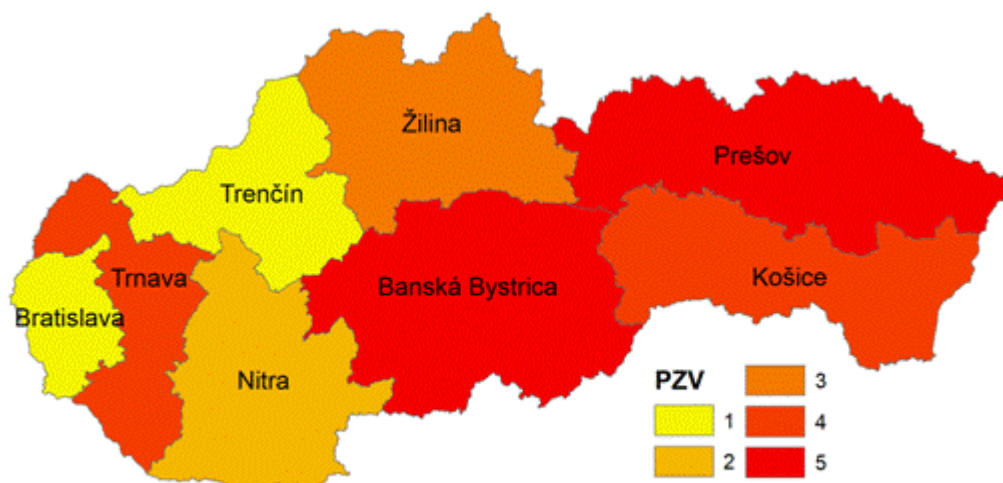 Žilina
Prešov
Trenčín
Trnava
Košice
Banská Bystrica
Bratislava
Nitra
PZV
1
2
3
4
5